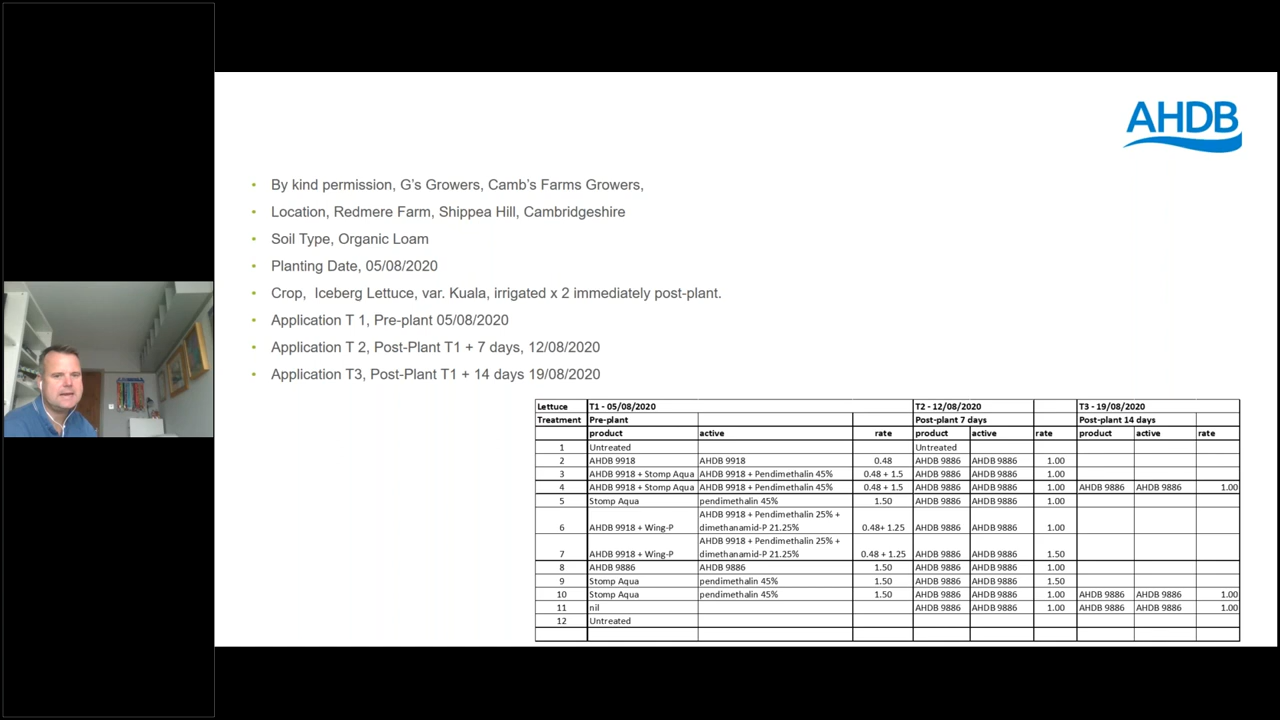 AHDB
• By kind permission, G's Growers, Camb's Farms Growers,
• Location, Redmere Farm, Shippea Hill, Cambridgeshire
• Soil Type, Organic Loam
• Planting Date, 05/08/2020
• Crop,  Iceberg Lettuce, var. Kuala, irrigated x 2 immediately post-plant.
• Application T 1, Pre-plant 05/08/2020
• Application T 2, Post-Plant T1 + 7 days, 12/08/2020
• Application T3, Post-Plant T1 + 14 days 19/08/2020
Lettuce T1 - 05/08/2020 T2 - 12/08/2020 T3 - 19/08/2020
Treatment Pre-plant Post-plant 7 days Post-plant 14 days
product active rate product active rate product active rate
1 Untreated Untreated
2 AHDB 9918 AHDB 9918 0.48 AHDB 9886 AHDB 9886 1.00
3 AHDB 9918 + Stomp Aqua AHDB 9918 + Pendimethalin 45% 0.48 + 1.5 AHDB 9886 AHDB 9886 1.00
4 AHDB 9918 + Stomp Aqua AHDB 9918 + Pendimethalin 45% 0.48 + 1.5 AHDB 9886 AHDB 9886 1.00 AHDB 9886 AHDB 9886 1.00
5 Stomp Aqua pendimethalin 45% 1.50 AHDB 9886 AHDB 9886 1.00
AHDB 9918 + Pendimethalin 25% +
6 AHDB 9918 + Wing-P dimethanamid-P 21.25% 0.48+ 1.25 AHDB 9886 AHDB 9886 1.00
AHDB 9918 + Pendimethalin 25% +
7 AHDB 9918 + Wing-P dimethanamid-P 21.25% 0.48 + 1.25 AHDB 9886 AHDB 9886 1.50
8 AHDB 9886 AHDB 9886 1.50 AHDB 9886 AHDB 9886 1.00
9 Stomp Aqua pendimethalin 45% 1.50 AHDB 9886 AHDB 9886 1.50
10 Stomp Aqua pendimethalin 45% 1.50 AHDB 9886 AHDB 9886 1.00 AHDB 9886 AHDB 9886 1.00
11 nil AHDB 9886 AHDB 9886 1.00 AHDB 9886 AHDB 9886 1.00
12 Untreated